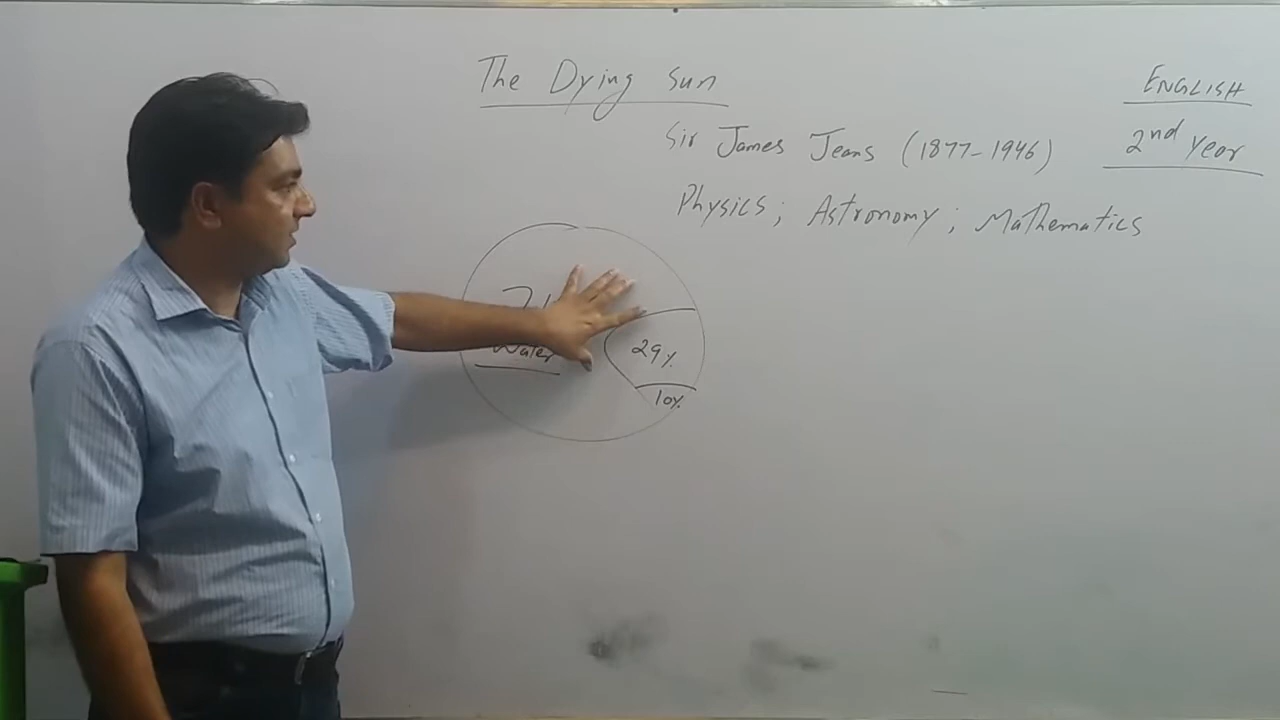 The Dying Sun
ENGLISH
2nd Year
Sir James Jeans (1877-1946)
Physics; Astronomy; Mathematics
Water
29%
10%